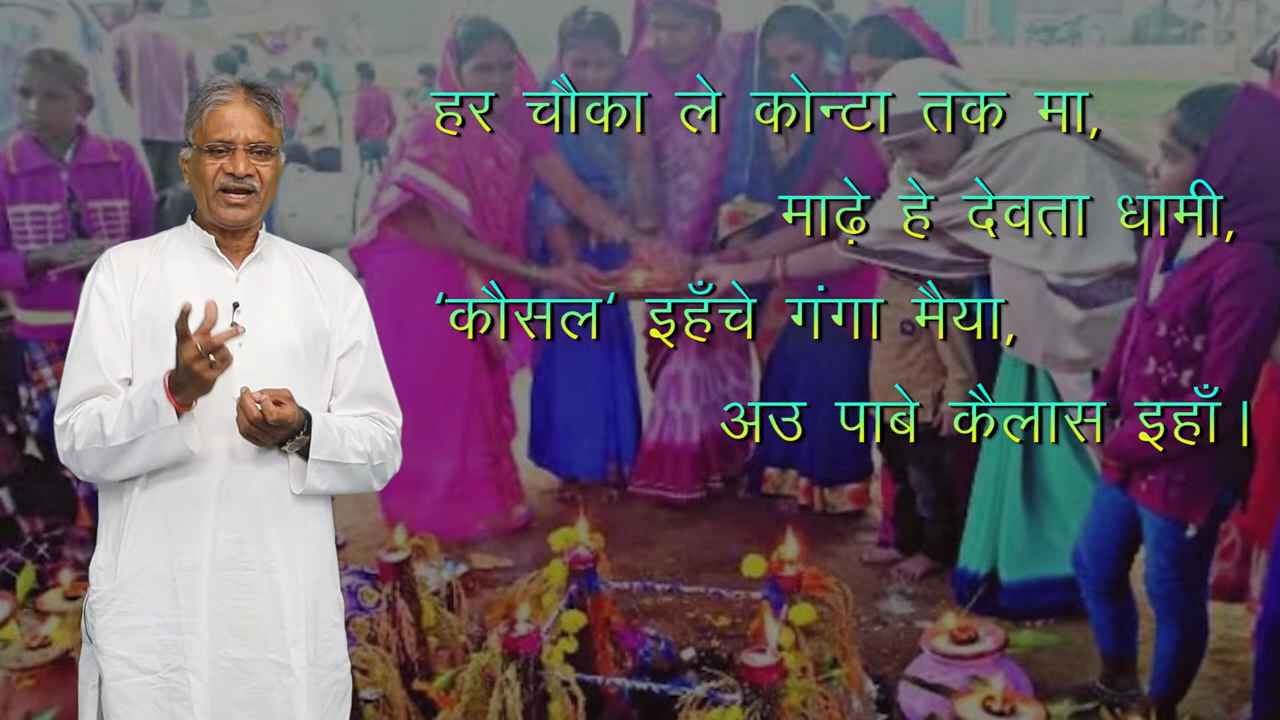 हर चौका ले कोन्टा तक मा,
माढ़े हे देवता धामी,
‘कौसल‘ इहँचे गंगा मैया,
अउ पाबे कैलास इहाँ।